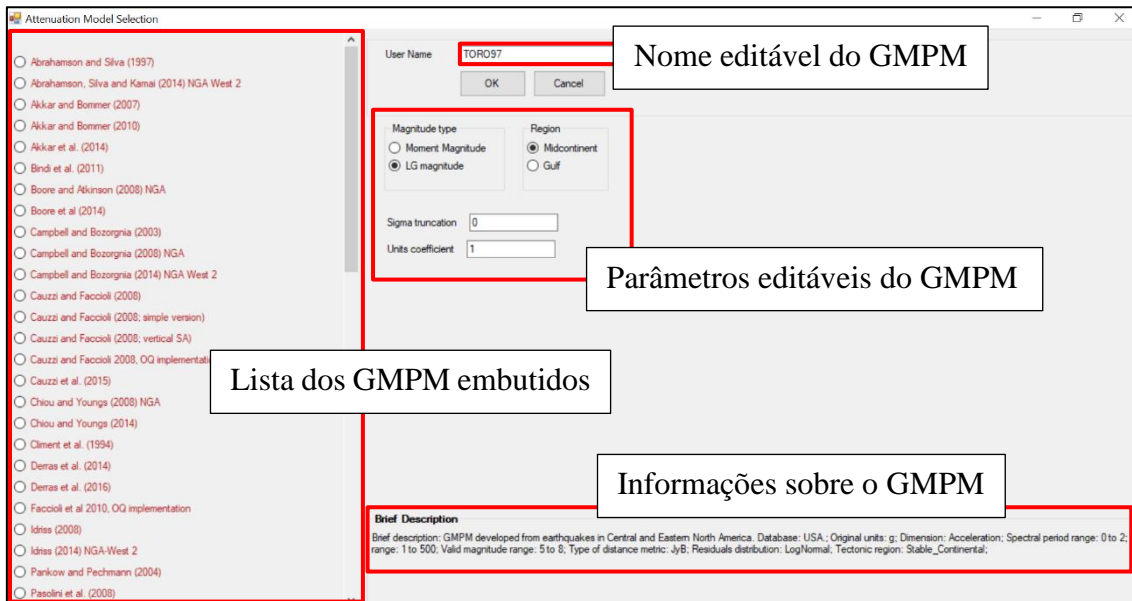 Attenuation Model Selection
Abrahamson and Silva (1997)
Abrahamson, Silva and Kamai (2014) NGA West 2
Akkar and Bommer (2007)
Akkar and Bommer (2010)
Akkar et al. (2014)
Bindi et al. (2011)
Boore and Atkinson (2008) NGA
Boore et al (2014)
Campbell and Bozorgnia (2003)
Campbell and Bozorgnia (2008) NGA
Campbell and Bozorgnia (2014) NGA West 2
Cauzzi and Faccioli (2008)
Cauzzi and Faccioli (2008; simple version)
Cauzzi and Faccioli (2008; vertical SA)
Cauzzi and Faccioli 2008, OQ implementati
Cauzzi et al. (2015)
Chiou and Youngs (2008) NGA
Chiou and Youngs (2014)
Climent et al. (1994)
Derras et al. (2014)
Derras et al. (2016)
Faccioli et al 2010, OQ implementation
Idriss (2008)
Idriss (2014) NGA-West 2
Pankow and Pechmann (2004)
Pasolini et al. (2008)
Lista dos GMPM embutidos
User Name TORO97
OK Cancel
Nome editável do GMPM
Magnitude type Region
Moment Magnitude Midcontinent
LG magnitude Gulf
Sigma truncation 0
Units coefficient 1
Parâmetros editáveis do GMPM
Informações sobre o GMPM
Brief Description
Brief description: GMPM developed from earthquakes in Central and Eastern North America. Database: USA.; Original units: g; Dimension: Acceleration; Spectral period range: 0 to 2;
range: 1 to 500; Valid magnitude range: 5 to 8; Type of distance metric: JyB; Residuals distribution: LogNormal; Tectonic region: Stable_Continental;